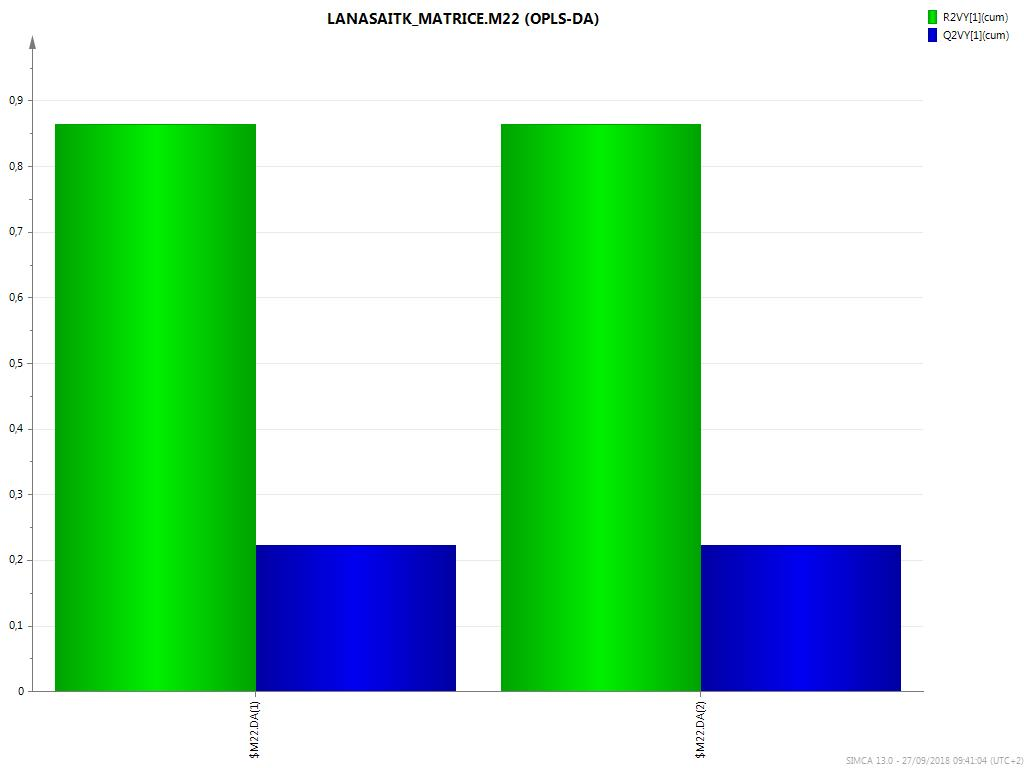 LANASAITK_MATRICE.M22 (OPLS-DA)
R2VY[1](cum)
Q2VY[1](cum)
0,9
0,8
0,7
0,6
0,5
0,4
0,3
0,2
0,1
0
$M22.DA(1)
$M22.DA(2)
SIMCA 13.0 - 27/09/2018 09:41:04 (UTC+2)